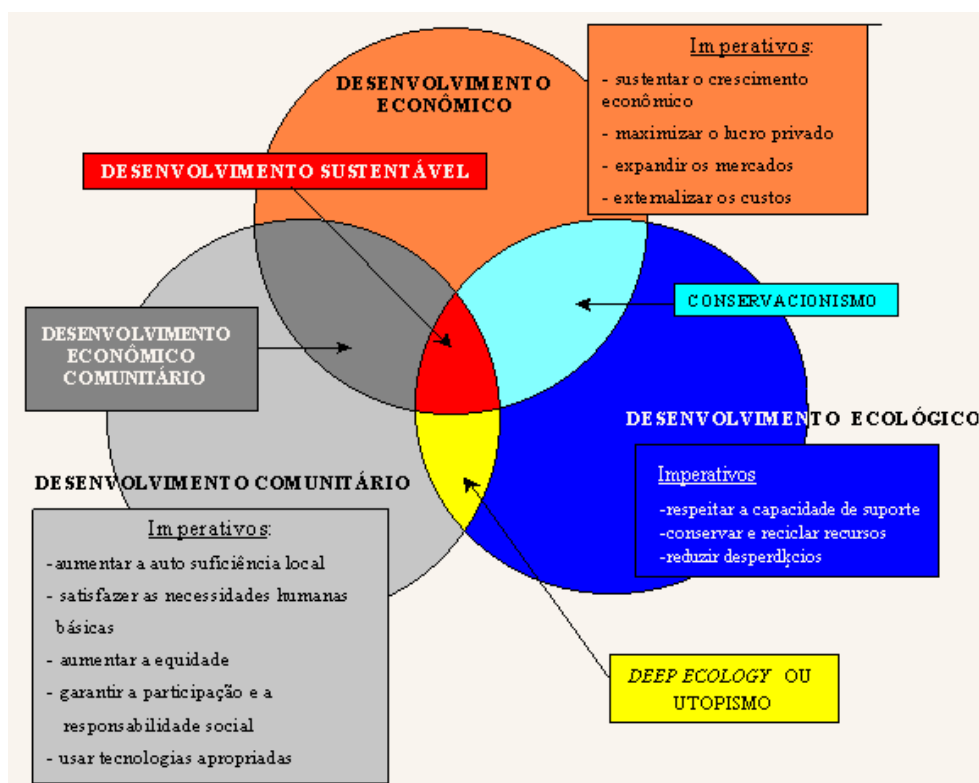 DESENVOLVIMENTO
ECONÔMICO
Imperativos:
- sustentar o crescimento
econômico
- maximizar o lucro privado
- expandir os mercados
- externalizar os custos
DESENVOLVIMENTO SUSTENTÁVEL
CONSERVACIONISMO
DESENVOLVIMENTO
ECONÔMICO
COMUNITÁRIO
DESENVOLVIMENTO ECOLÓGICO
Imperativos
-respeitar a capacidade de suporte
-conservar e reciclar recursos
-reduzir desperdķcios
DESENVOLVIMENTO COMUNITÁRIO
Imperativos:
-aumentar a auto suficiência local
- satisfazer as necessidades humanas
básicas
- aumentar a equidade
- garantir a participação e a
responsabilidade social
- usar tecnologias apropriadas
DEEP ECOLOGY OU
UTOPISMO